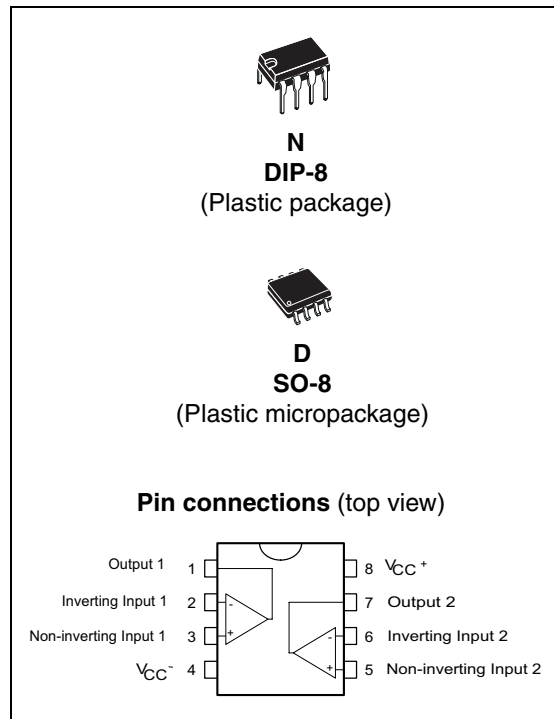 N
DIP-8
(Plastic package)
D
SO-8
(Plastic micropackage)
Pin connections (top view)
Output 1 1 8 VCC+
Inverting Input 1 2 - 7 Output 2
Non-inverting Input 1 3 + - 6 Inverting Input 2
VCC- 4 + 5 Non-inverting Input 2